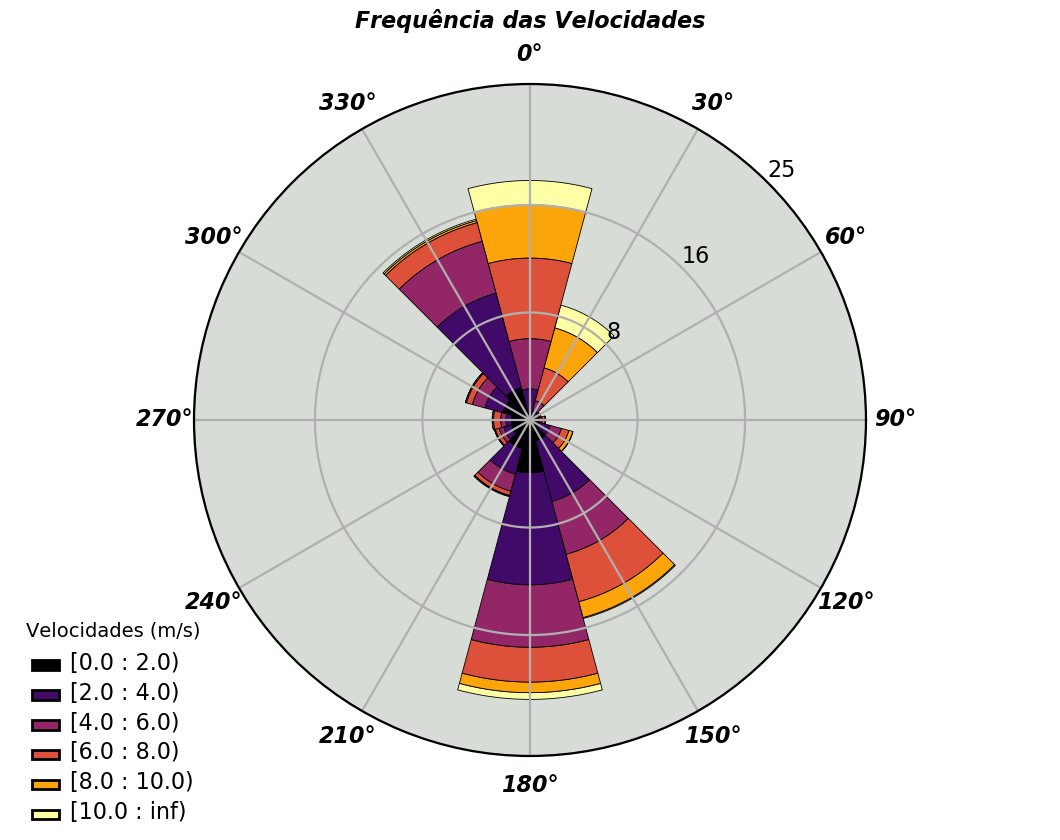 Frequência das Velocidades
0°
330°
30°
25
300°
60°
16
8
270°
90°
240°
120°
210°
150°
180°
Velocidades (m/s)
[0.0 : 2.0)
[2.0 : 4.0)
[4.0 : 6.0)
[6.0 : 8.0)
[8.0 : 10.0)
[10.0 : inf)